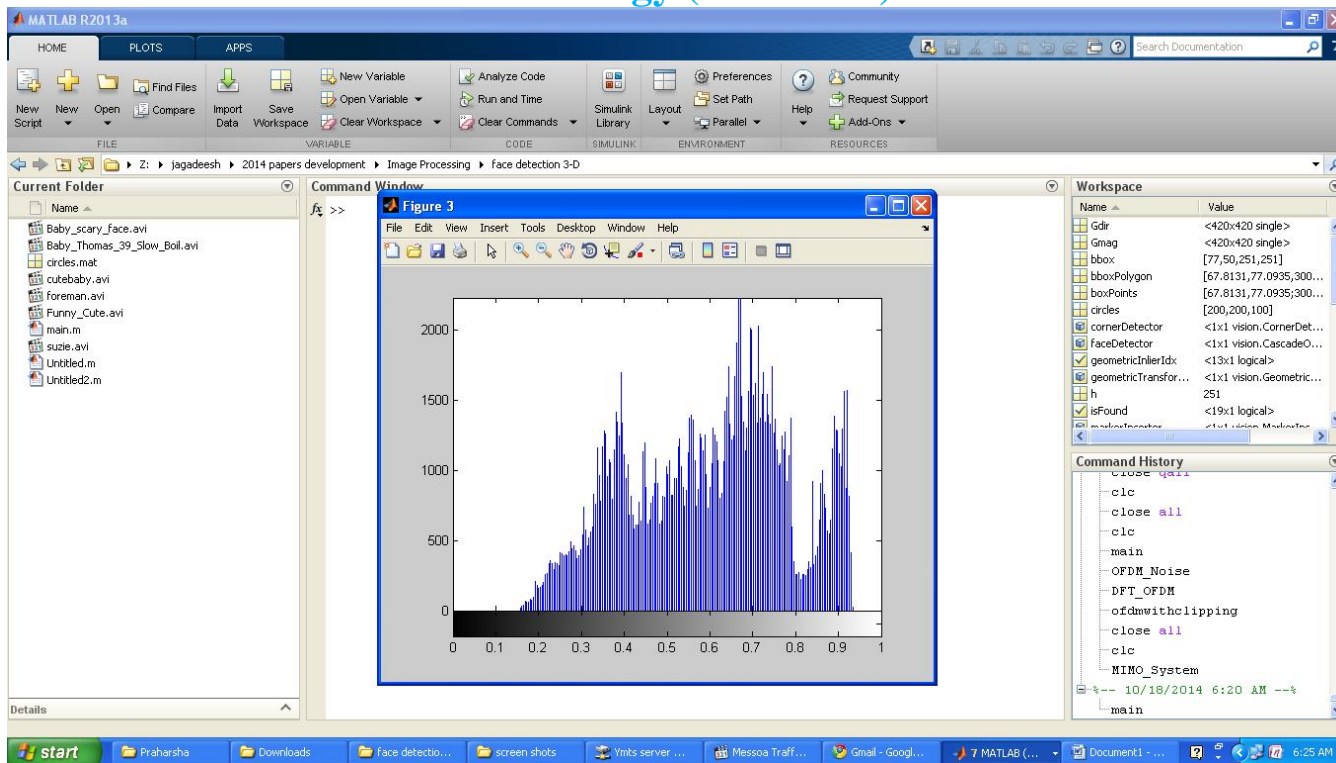 MATLAB R2013a
HOME PLOTS APPS
Search Documentation
New Script
New
Open
Find Files
Compare
Import Data
Save Workspace
New Variable
Open Variable
Clear Workspace
Analyze Code
Run and Time
Clear Commands
Simulink Library
Layout
Preferences
Set Path
Parallel
Help
Community
Request Support
Add-Ons
FILE VARIABLE CODE SIMULINK ENVIRONMENT RESOURCES
Z: jagadeesh 2014 papers development Image Processing face detection 3-D
Current Folder
Name
Baby_scary_face.avi
Baby_Thomas_39_Slow_Boil.avi
circles.mat
cutebaby.avi
foreman.avi
Funny_Cute.avi
main.m
suzie.avi
Untitled.m
Untitled2.m
Details
Command Window
fx >>
Figure 3
File Edit View Insert Tools Desktop Window Help
2000
1500
1000
500
0
0 0.1 0.2 0.3 0.4 0.5 0.6 0.7 0.8 0.9 1
Workspace
Name Value
Gdir <420x420 single>
Gmag <420x420 single>
bbox [77,50,251,251]
bboxPolygon [67.8131,77.0935,300...
boxPoints [67.8131,77.0935;300...
circles [200,200,100]
cornerDetector <1x1 vision.CornerDet...
faceDetector <1x1 vision.CascadeO...
geometricInlierIdx <13x1 logical>
geometricTransfor... <1x1 vision.Geometric...
h 251
isFound <19x1 logical>
Command History
clc
close all
clc
main
OFDM_Noise
DFT_OFDM
ofdmwithclipping
close all
clc
MIMO_System
%-- 10/18/2014 6:20 AM --%
main
start Praharsha Downloads face detectio... screen shots Ymts server ... Messoa Traff... Gmail - Googl... 7 MATLAB (... Document1 - ... 6:25 AM